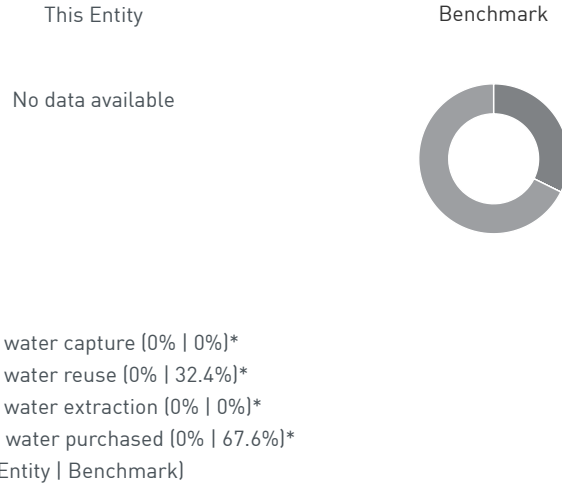 This Entity
Benchmark
No data available
water capture (0% | 0%)*
water reuse (0% | 32.4%)*
water extraction (0% | 0%)*
water purchased (0% | 67.6%)*
Entity | Benchmark)